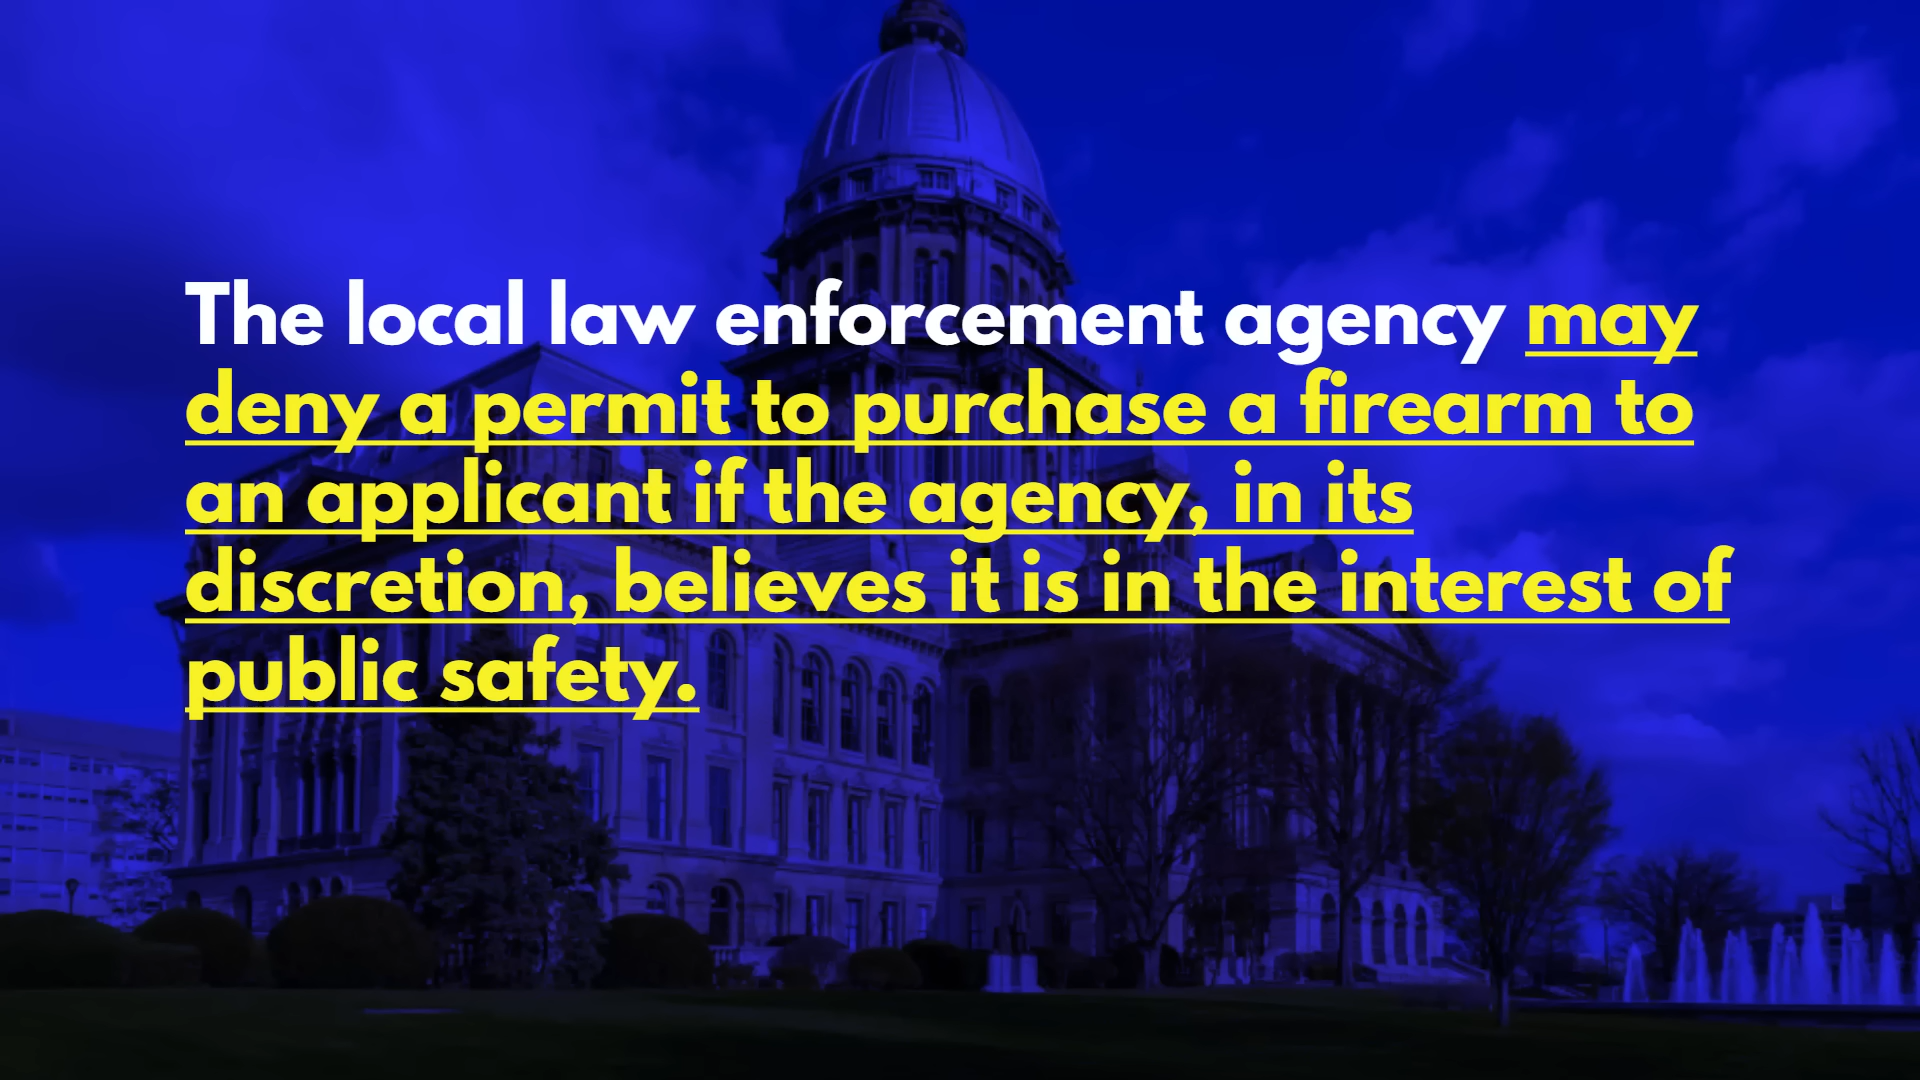 The local law enforcement agency may
deny a permit to purchase a firearm to
an applicant if the agency, in its
discretion, believes it is in the interest of
public safety.